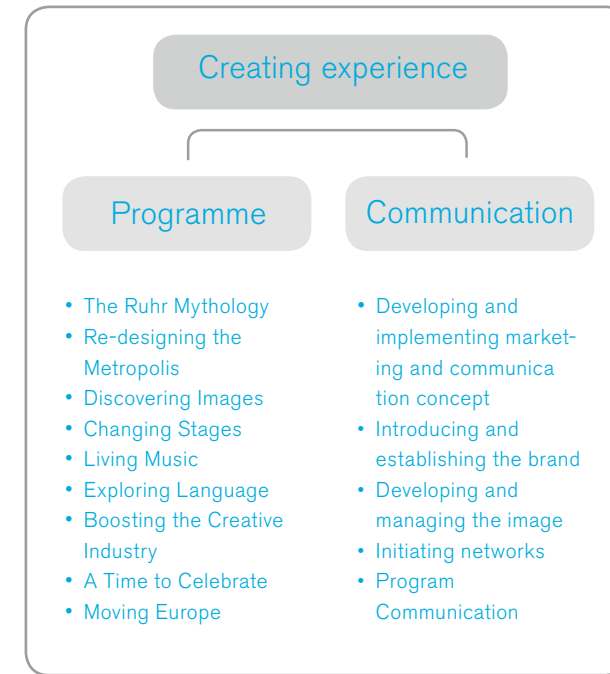 Creating experience
Programme
• The Ruhr Mythology
• Re-designing the
Metropolis
• Discovering Images
• Changing Stages
• Living Music
• Exploring Language
• Boosting the Creative
Industry
• A Time to Celebrate
• Moving Europe
Communication
• Developing and
implementing market-
ing and communica
tion concept
• Introducing and
establishing the brand
• Developing and
managing the image
• Initiating networks
• Program
Communication